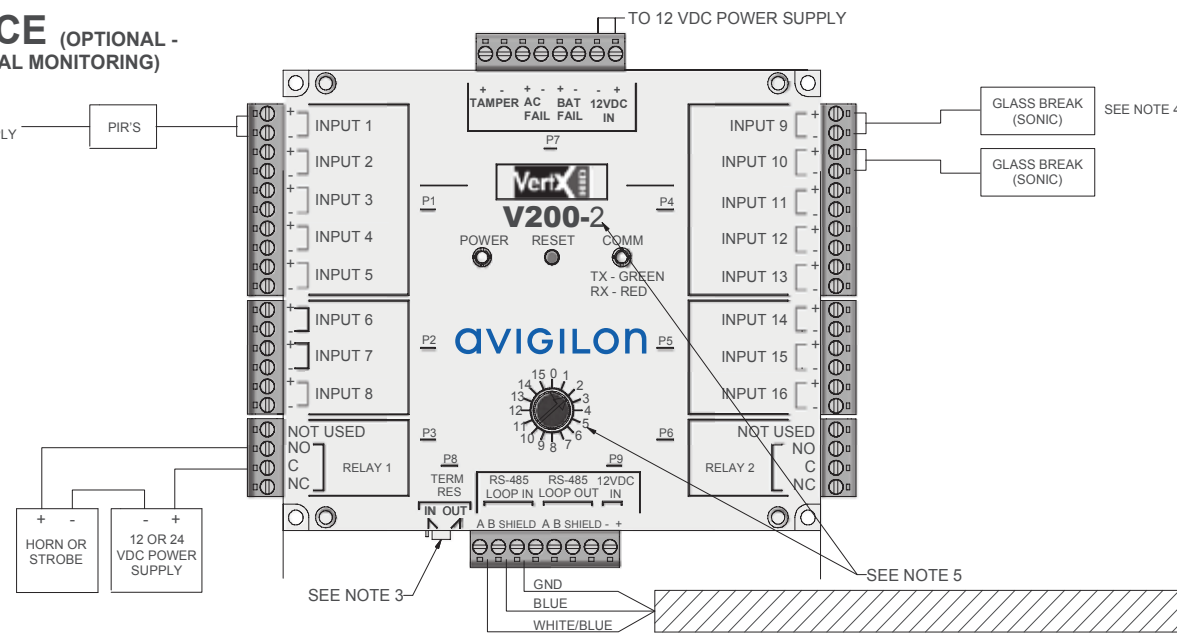 CE (OPTIONAL -
AL MONITORING)
TO 12 VDC POWER SUPPLY
+ - + - + - - +
TAMPER AC BAT 12VDC
FAIL FAIL IN
P7
PLY
PIR'S
+ INPUT 1
-
+ INPUT 2
-
+ INPUT 3
-
+ INPUT 4
-
+ INPUT 5
-
P1
+ INPUT 6
-
+ INPUT 7
-
+ INPUT 8
-
P2
NOT USED
NO
C
NC
RELAY 1
P3
VertX
HID
V200-2
POWER RESET COMM
TX - GREEN
RX - RED
avigilon
15 0 1 2 3 4 5 6 7 8 9 10 11 12 13 14
INPUT 9 +
-
INPUT 10 +
-
INPUT 11 +
-
INPUT 12 +
-
INPUT 13 +
-
P4
INPUT 14 +
-
INPUT 15 +
-
INPUT 16 +
-
P5
NOT USED
NO
C
NC
RELAY 2
P6
GLASS BREAK
(SONIC)
SEE NOTE 4
GLASS BREAK
(SONIC)
P8
TERM
RES
IN OUT
P9
RS-485 RS-485 12VDC
LOOP IN LOOP OUT IN
A B SHIELD A B SHIELD - +
+ -
HORN OR
STROBE
- +
12 OR 24
VDC POWER
SUPPLY
SEE NOTE 3
SEE NOTE 5
GND
BLUE
WHITE/BLUE